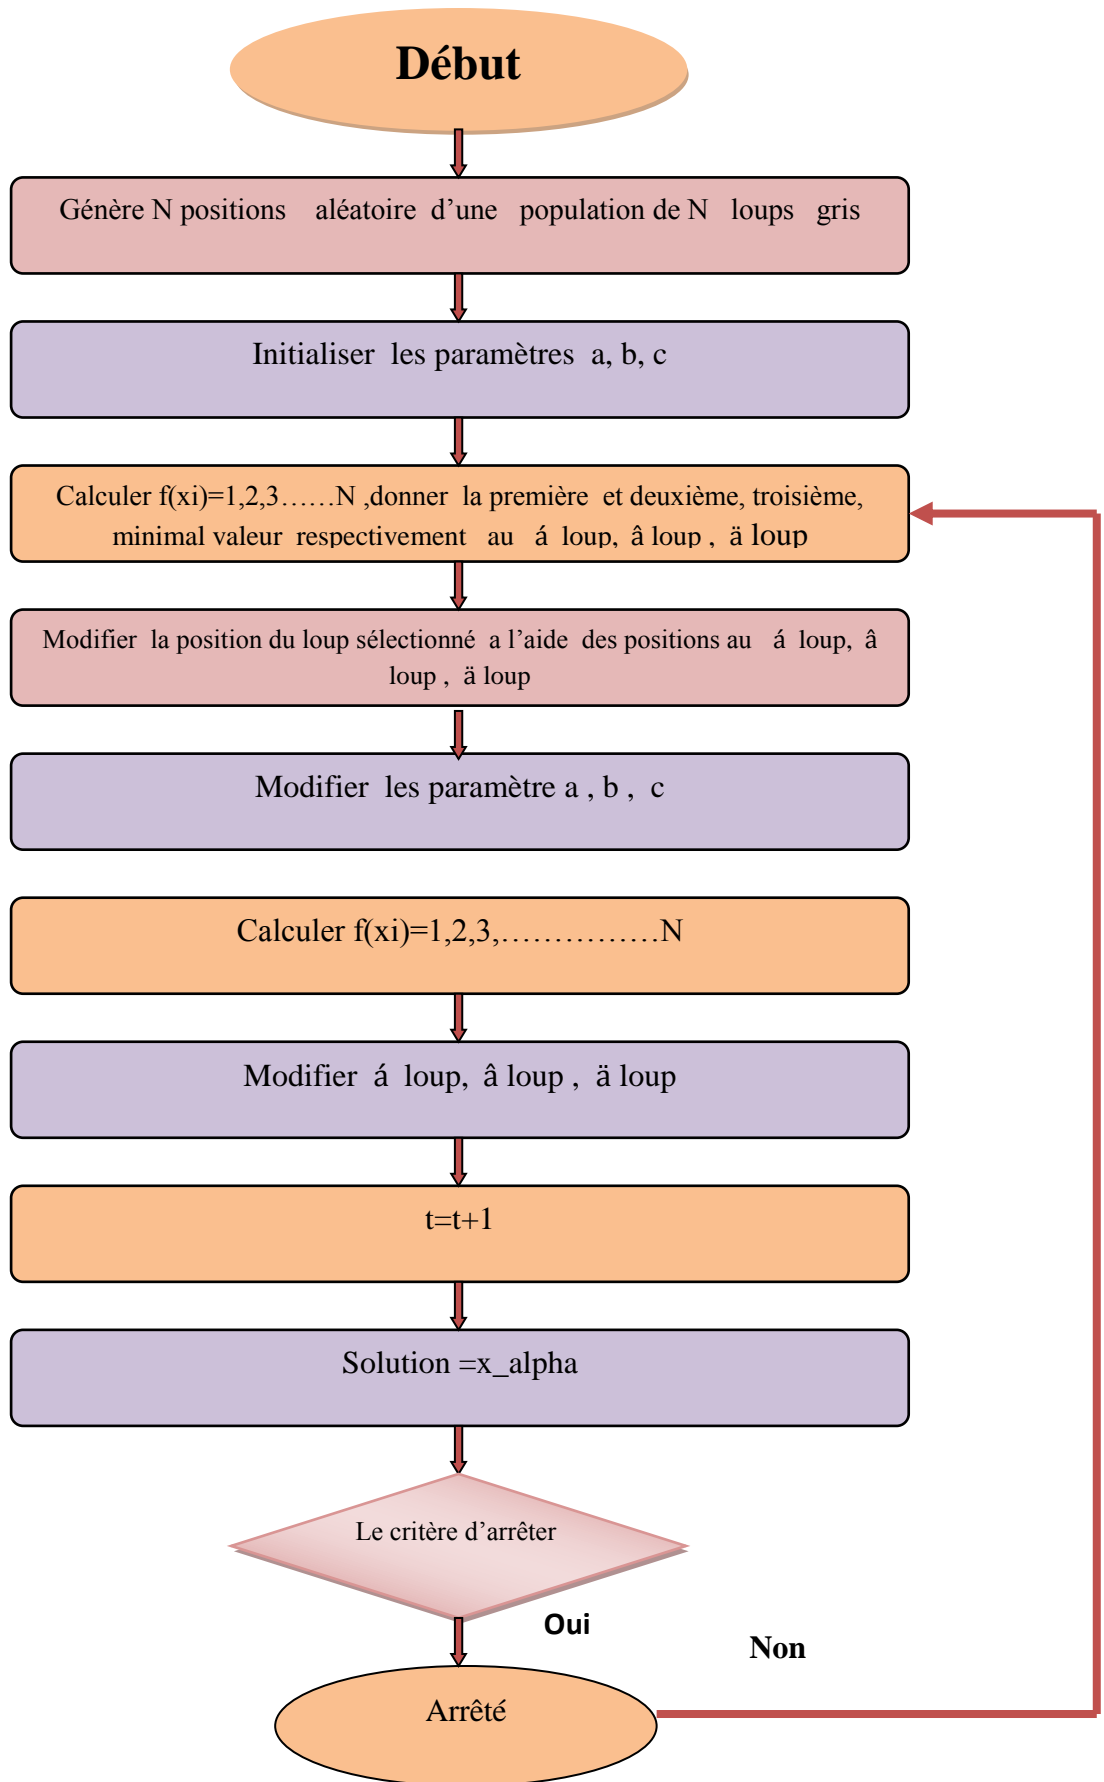 Début
Génère N positions aléatoire d’une population de N loups gris
Initialiser les paramètres a, b, c
Calculer f(xi)=1,2,3……N ,donner la première et deuxième, troisième,
minimal valeur respectivement au á loup, â loup , ä loup
Modifier la position du loup sélectionné a l’aide des positions au á loup, â
loup , ä loup
Modifier les paramètre a , b , c
Calculer f(xi)=1,2,3,……………N
Modifier á loup, â loup , ä loup
t=t+1
Solution =x_alpha
Le critère d’arrêter
Oui
Non
Arrêté